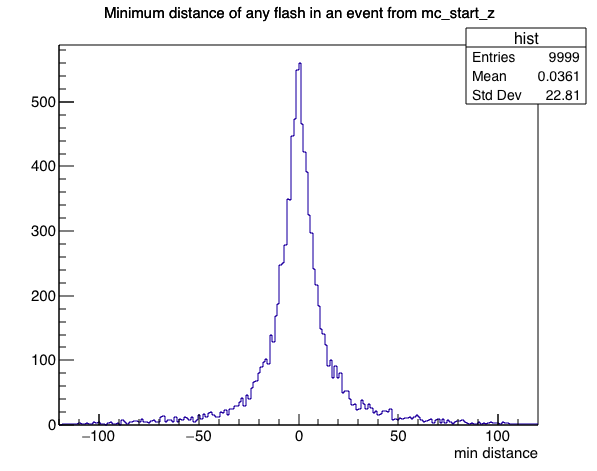 Minimum distance of any flash in an event from mc_start_z
hist
Entries 9999
Mean 0.0361
Std Dev 22.81
500
400
300
200
100
0
−100 −50 0 50 100
min distance